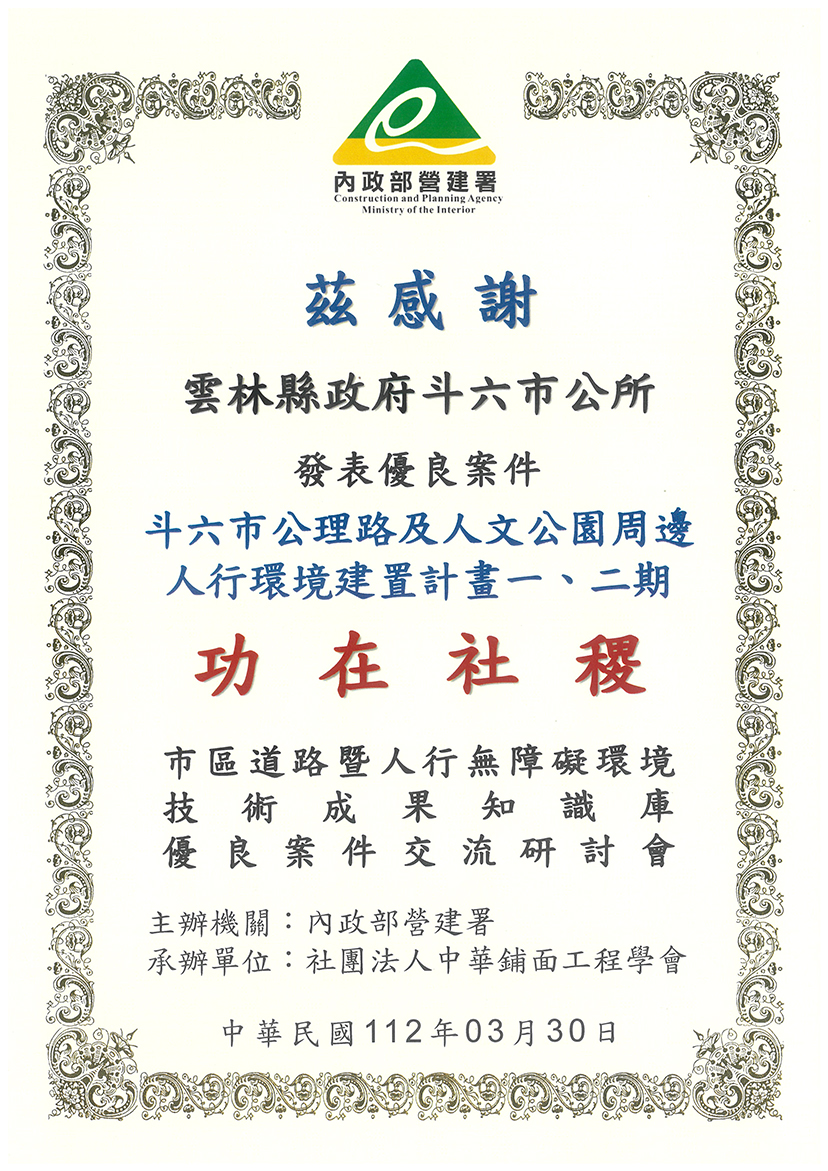 內政部營建署
Construction and Planning Agency
Ministry of the Interior
茲感謝
雲林縣政府斗六市公所
發表優良案件
斗六市公理路及人文公園周邊
人行環境建置計畫一、二期
功在社稷
市區道路暨人行無障礙環境
技術成果知識庫
優良案件交流研討會
主辦機關：內政部營建署
承辦單位：社團法人中華鋪面工程學會
中華民國112年03月30日